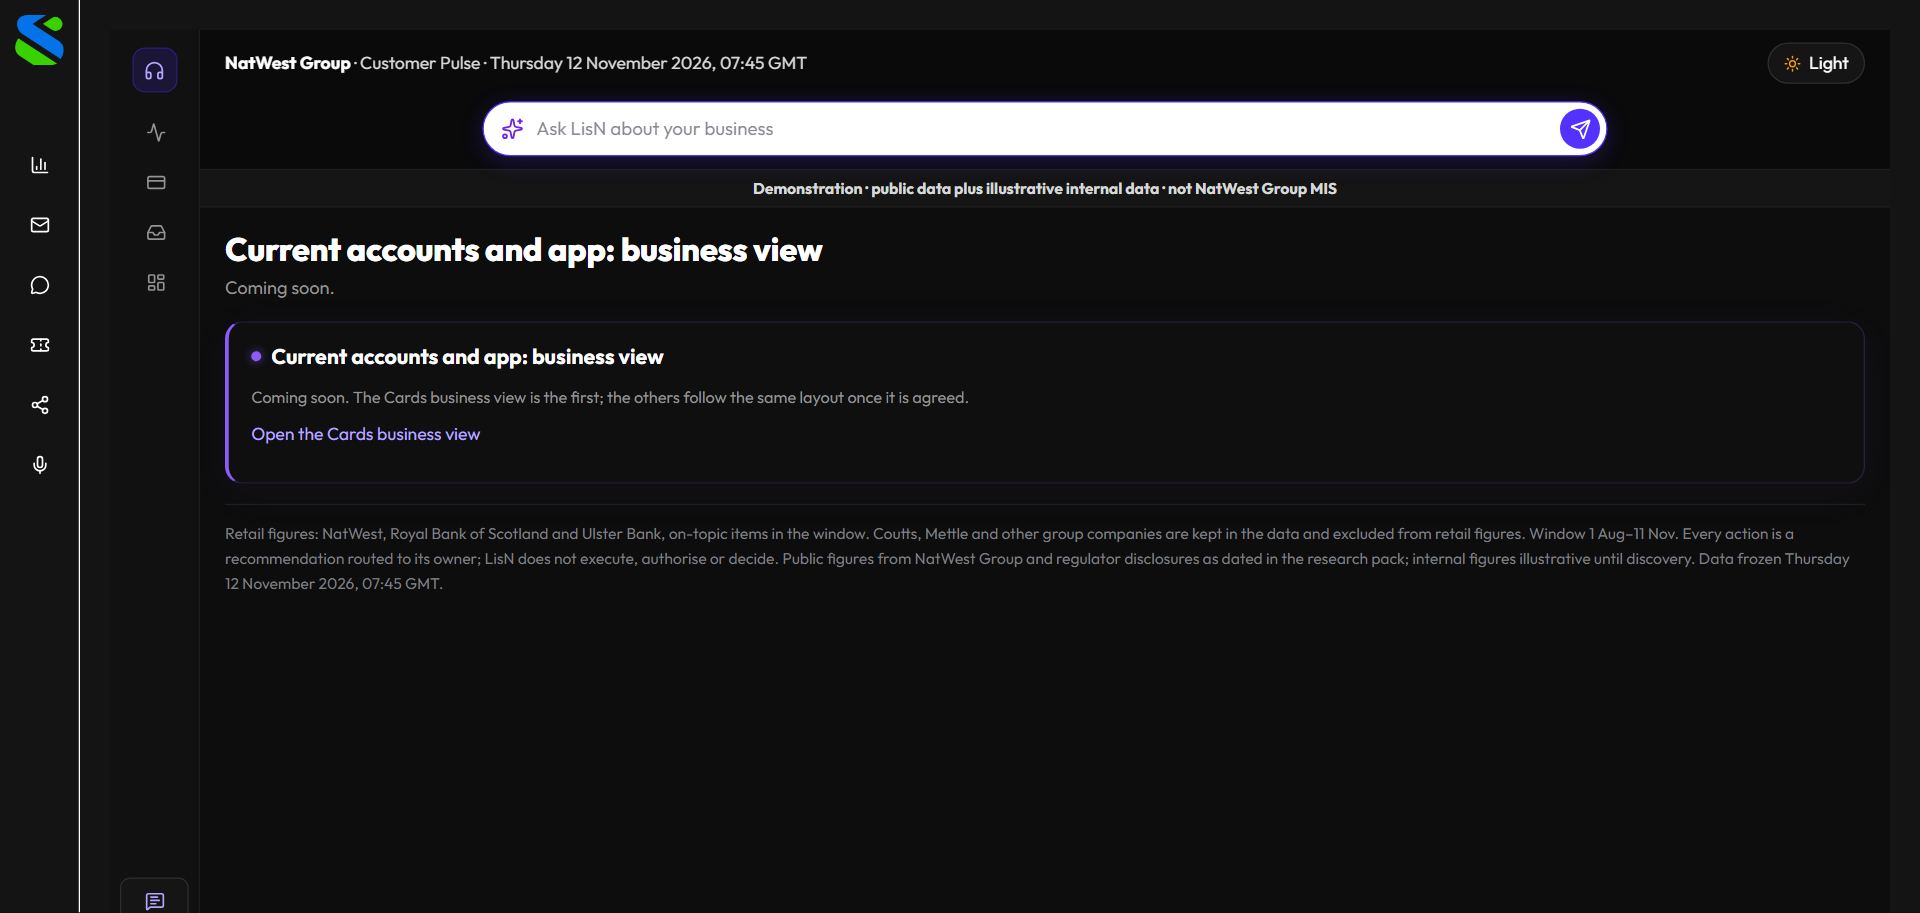 NatWest Group · Customer Pulse · Thursday 12 November 2026, 07:45 GMT
Light
Ask LisN about your business
Demonstration · public data plus illustrative internal data · not NatWest Group MIS
Current accounts and app: business view
Coming soon.
Current accounts and app: business view
Coming soon. The Cards business view is the first; the others follow the same layout once it is agreed.
Open the Cards business view
Retail figures: NatWest, Royal Bank of Scotland and Ulster Bank, on-topic items in the window. Coutts, Mettle and other group companies are kept in the data and excluded from retail figures. Window 1 Aug–11 Nov. Every action is a
recommendation routed to its owner; LisN does not execute, authorise or decide. Public figures from NatWest Group and regulator disclosures as dated in the research pack; internal figures illustrative until discovery. Data frozen Thursday
12 November 2026, 07:45 GMT.